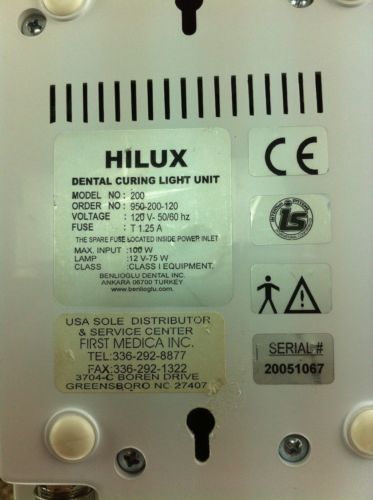 HILUX
DENTAL CURING LIGHT UNIT
MODEL NO : 200
ORDER NO : 950-200-120
VOLTAGE : 120 V- 50/60 hz
FUSE : T 1.25 A
THE SPARE FUSE LOCATED INSIDE POWER INLET
MAX. INPUT :100 W
LAMP :12 V-75 W
CLASS :CLASS I EQUIPMENT.
BENLIOGLU DENTAL INC.
ANKARA 06700 TURKEY
www.benlioglu.com.
CE
USA SOLE DISTRIBUTOR
& SERVICE CENTER
FIRST MEDICA INC.
TEL:336-292-8877
FAX:336-292-1322
3704-C BOREN DRIVE
GREENSBORO NC 27407
SERIAL #
20051067